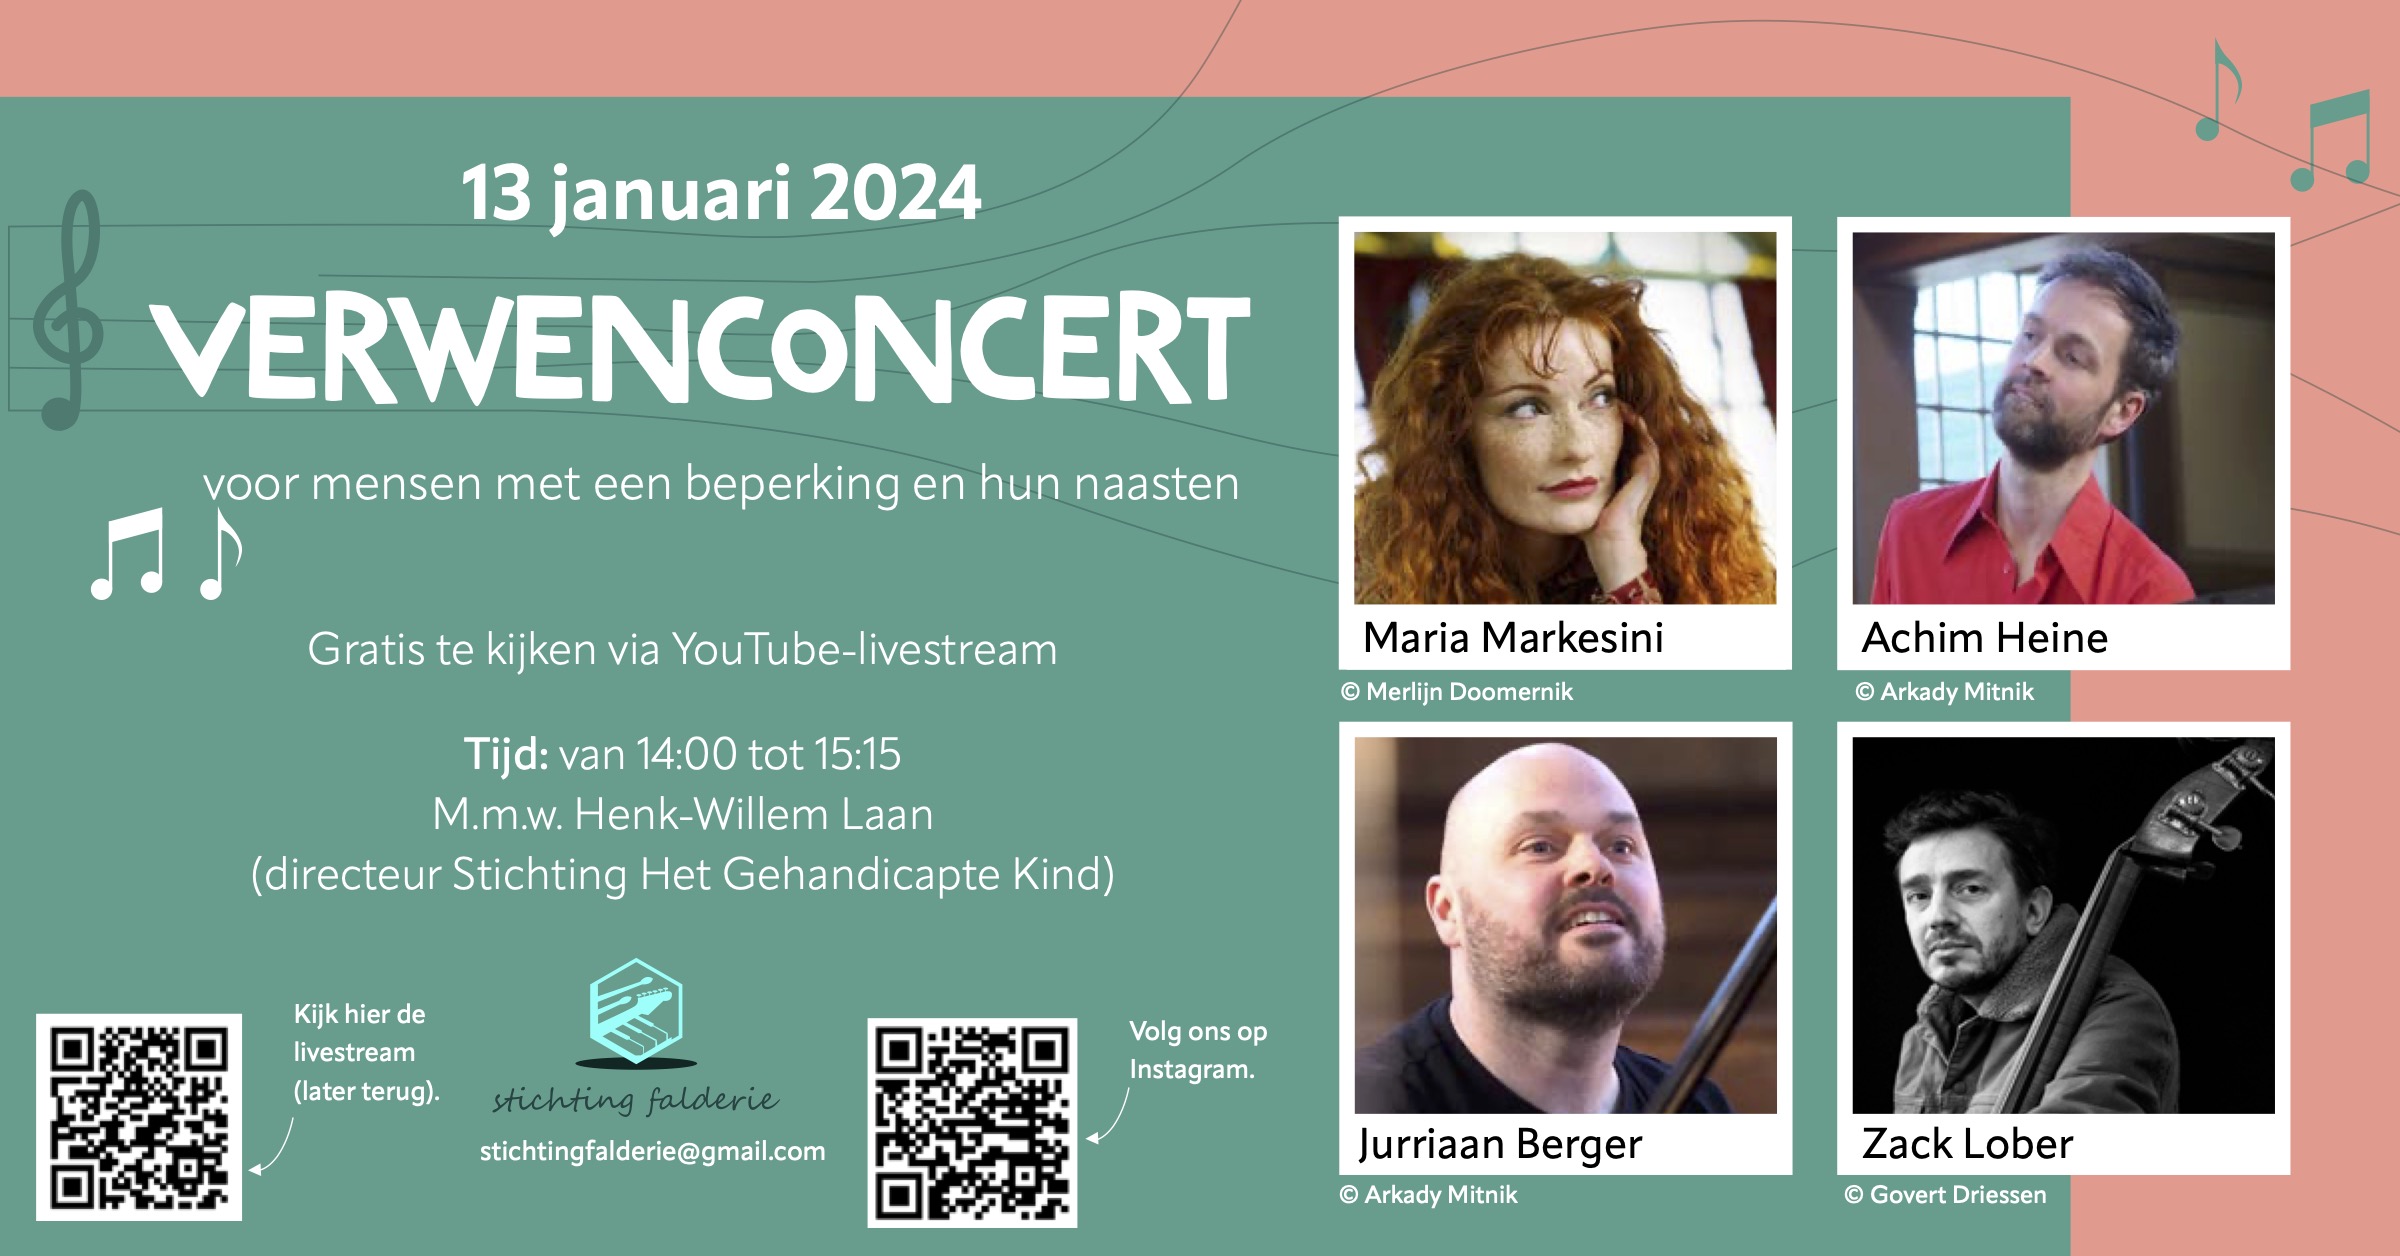 13 januari 2024
VERWENCONCERT
voor mensen met een beperking en hun naasten
Gratis te kijken via YouTube-livestream
Tijd: van 14:00 tot 15:15
M.m.w. Henk-Willem Laan
(directeur Stichting Het Gehandicapte Kind)
Kijk hier de
livestream
(later terug).
stichting falderie
stichtingfalderie@gmail.com
Volg ons op
Instagram.
Maria Markesini
© Merlijn Doomernik
Achim Heine
© Arkady Mitnik
Jurriaan Berger
© Arkady Mitnik
Zack Lober
© Govert Driessen